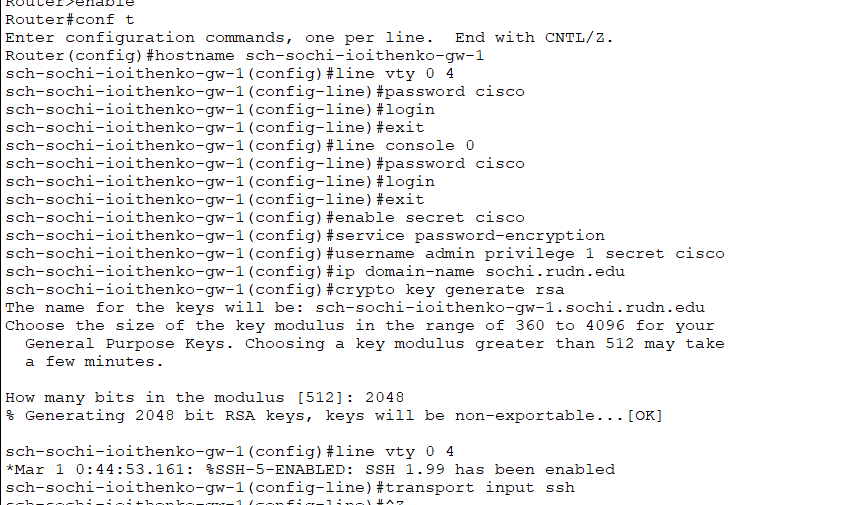 Router>enable
Router#conf t
Enter configuration commands, one per line.  End with CNTL/Z.
Router(config)#hostname sch-sochi-ioithenko-gw-1
sch-sochi-ioithenko-gw-1(config)#line vty 0 4
sch-sochi-ioithenko-gw-1(config-line)#password cisco
sch-sochi-ioithenko-gw-1(config-line)#login
sch-sochi-ioithenko-gw-1(config-line)#exit
sch-sochi-ioithenko-gw-1(config)#line console 0
sch-sochi-ioithenko-gw-1(config-line)#password cisco
sch-sochi-ioithenko-gw-1(config-line)#login
sch-sochi-ioithenko-gw-1(config-line)#exit
sch-sochi-ioithenko-gw-1(config)#enable secret cisco
sch-sochi-ioithenko-gw-1(config)#service password-encryption
sch-sochi-ioithenko-gw-1(config)#username admin privilege 1 secret cisco
sch-sochi-ioithenko-gw-1(config)#ip domain-name sochi.rudn.edu
sch-sochi-ioithenko-gw-1(config)#crypto key generate rsa
The name for the keys will be: sch-sochi-ioithenko-gw-1.sochi.rudn.edu
Choose the size of the key modulus in the range of 360 to 4096 for your
  General Purpose Keys. Choosing a key modulus greater than 512 may take
  a few minutes.

How many bits in the modulus [512]: 2048
% Generating 2048 bit RSA keys, keys will be non-exportable...[OK]

sch-sochi-ioithenko-gw-1(config)#line vty 0 4
*Mar 1 0:44:53.161: %SSH-5-ENABLED: SSH 1.99 has been enabled
sch-sochi-ioithenko-gw-1(config-line)#transport input ssh
sch-sochi-ioithenko-gw-1(config-line)#^Z